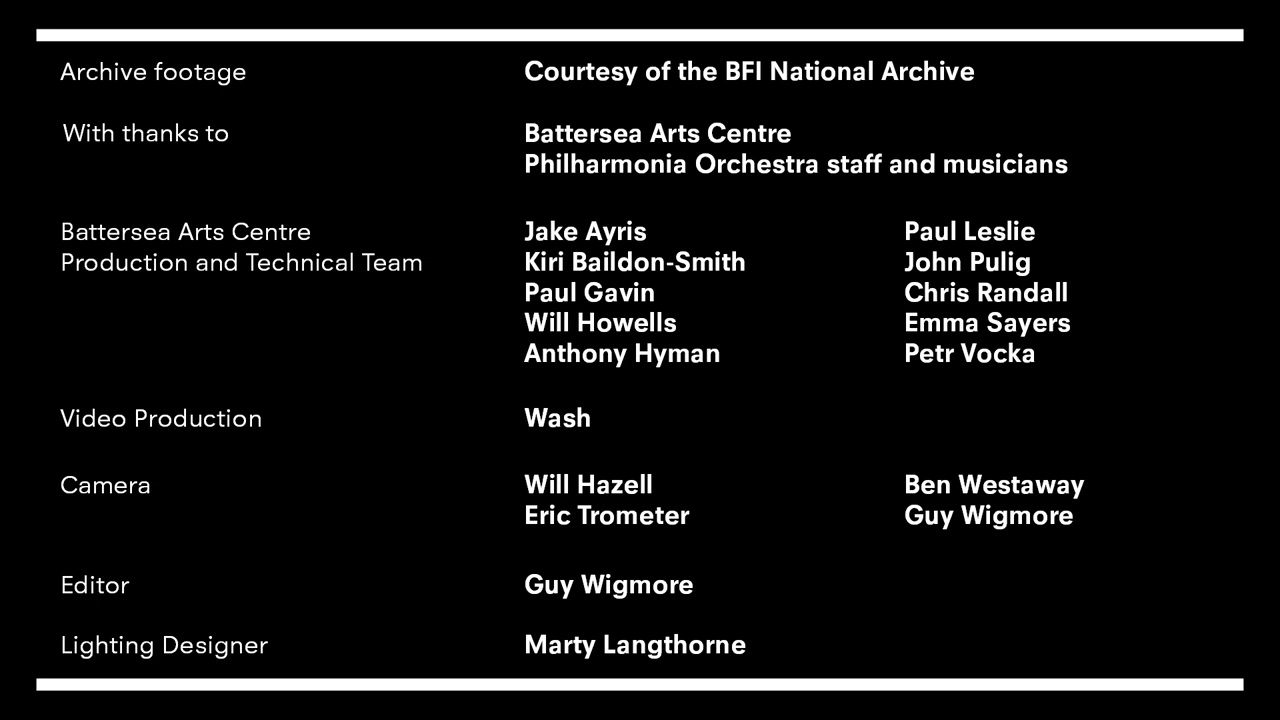 Archive footage Courtesy of the BFI National Archive
With thanks to Battersea Arts Centre
Philharmonia Orchestra staff and musicians
Battersea Arts Centre Jake Ayris Paul Leslie
Production and Technical Team Kiri Baildon-Smith John Pulig
Paul Gavin Chris Randall
Will Howells Emma Sayers
Anthony Hyman Petr Vocka
Video Production Wash
Camera Will Hazell Ben Westaway
Eric Trometer Guy Wigmore
Editor Guy Wigmore
Lighting Designer Marty Langthorne